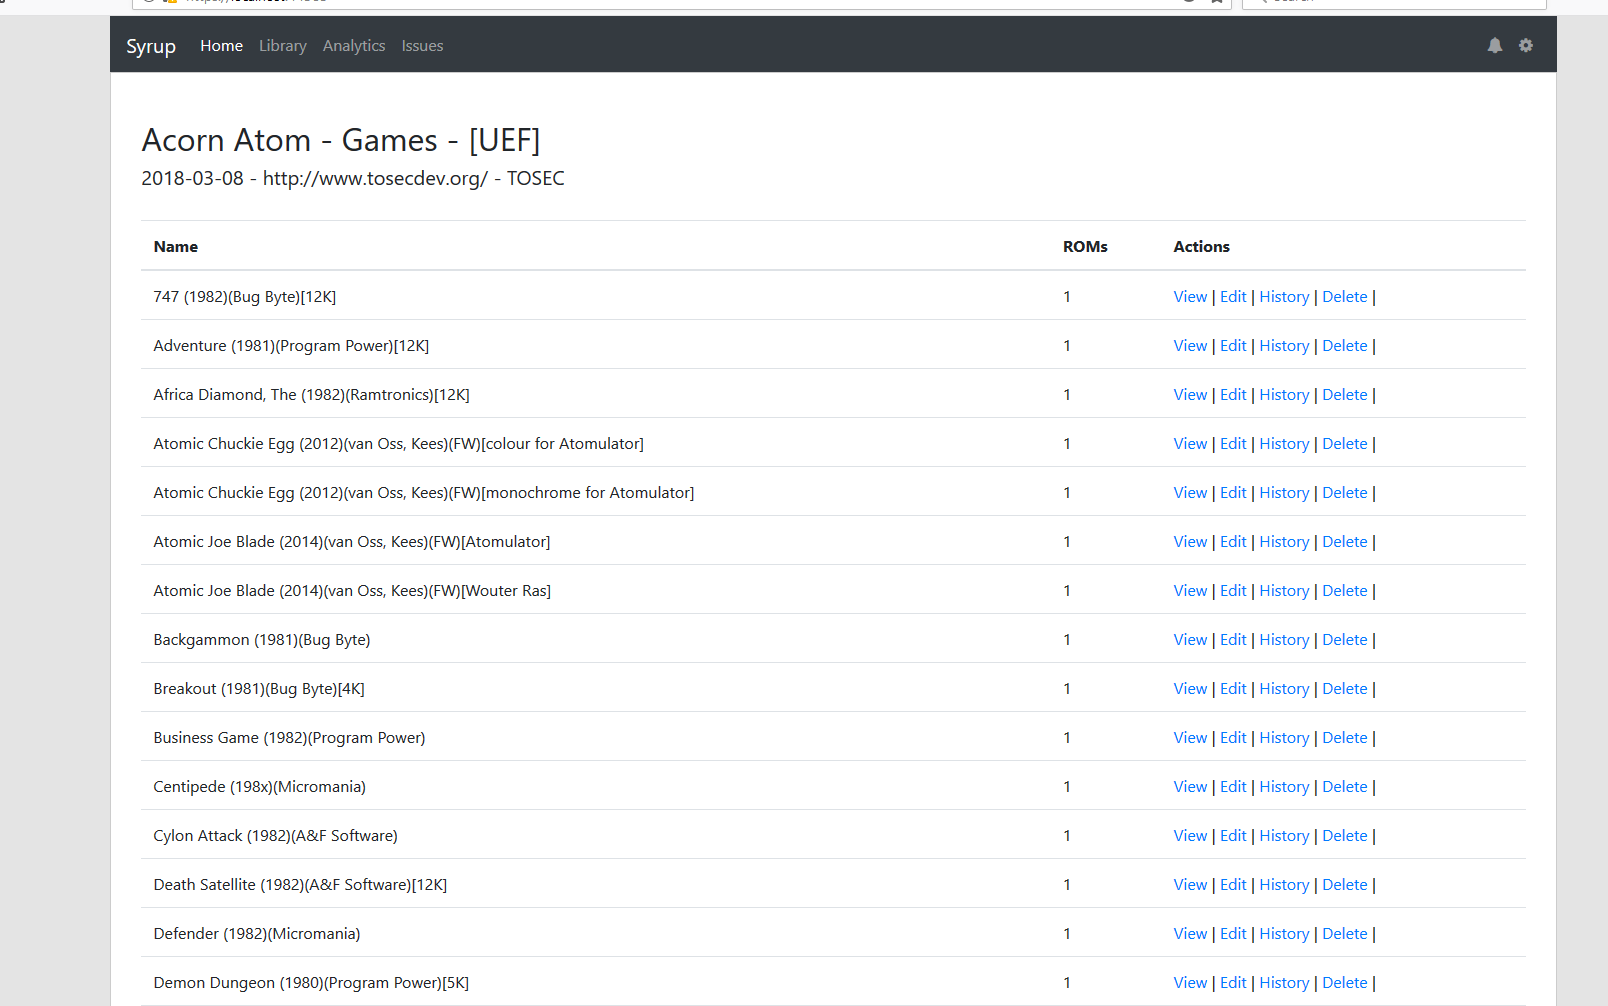 Syrup Home Library Analytics Issues
Acorn Atom - Games - [UEF]
2018-03-08 - http://www.tosecdev.org/ - TOSEC
Name ROMs Actions
747 (1982)(Bug Byte)[12K] 1 View | Edit | History | Delete |
Adventure (1981)(Program Power)[12K] 1 View | Edit | History | Delete |
Africa Diamond, The (1982)(Ramtronics)[12K] 1 View | Edit | History | Delete |
Atomic Chuckie Egg (2012)(van Oss, Kees)(FW)[colour for Atomulator] 1 View | Edit | History | Delete |
Atomic Chuckie Egg (2012)(van Oss, Kees)(FW)[monochrome for Atomulator] 1 View | Edit | History | Delete |
Atomic Joe Blade (2014)(van Oss, Kees)(FW)[Atomulator] 1 View | Edit | History | Delete |
Atomic Joe Blade (2014)(van Oss, Kees)(FW)[Wouter Ras] 1 View | Edit | History | Delete |
Backgammon (1981)(Bug Byte) 1 View | Edit | History | Delete |
Breakout (1981)(Bug Byte)[4K] 1 View | Edit | History | Delete |
Business Game (1982)(Program Power) 1 View | Edit | History | Delete |
Centipede (198x)(Micromania) 1 View | Edit | History | Delete |
Cylon Attack (1982)(A&F Software) 1 View | Edit | History | Delete |
Death Satellite (1982)(A&F Software)[12K] 1 View | Edit | History | Delete |
Defender (1982)(Micromania) 1 View | Edit | History | Delete |
Demon Dungeon (1980)(Program Power)[5K] 1 View | Edit | History | Delete |